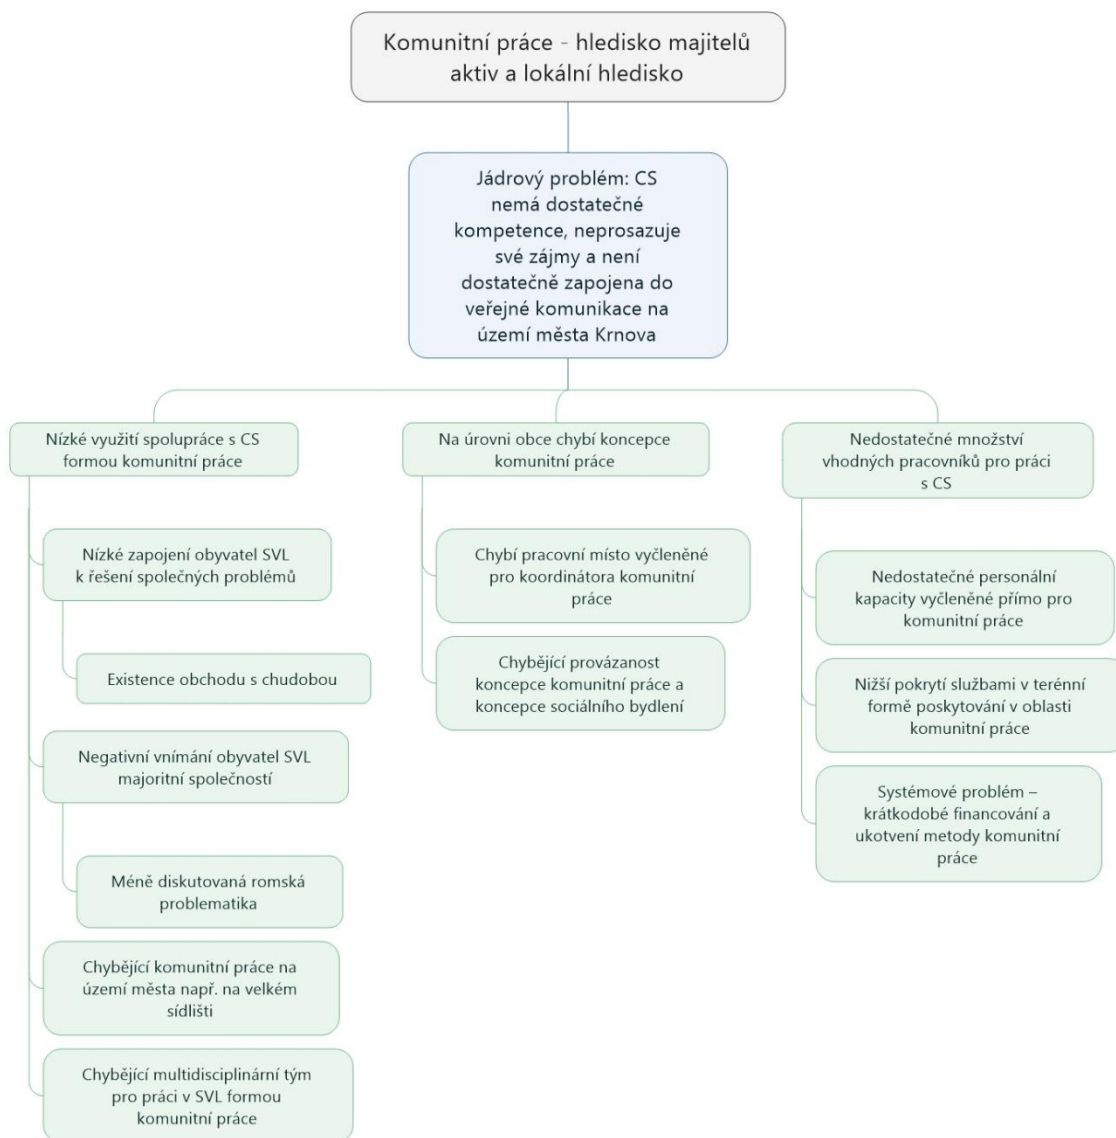 Komunitní práce - hledisko majitelů
aktiv a lokální hledisko
Jádrový problém: CS
nemá dostatečné
kompetence, neprosazuje
své zájmy a není
dostatečně zapojena do
veřejné komunikace na
území města Krnova
Nízké využití spolupráce s CS
formou komunitní práce
Nízké zapojení obyvatel SVL
k řešení společných problémů
Existence obchodu s chudobou
Negativní vnímání obyvatel SVL
majoritní společností
Méně diskutovaná romská
problematika
Chybějící komunitní práce na
území města např. na velkém
sídlišti
Chybějící multidisciplinární tým
pro práci v SVL formou
komunitní práce
Na úrovni obce chybí koncepce
komunitní práce
Chybí pracovní místo vyčleněné
pro koordinátora komunitní
práce
Chybějící provázanost
koncepce komunitní práce a
koncepce sociálního bydlení
Nedostatečné množství
vhodných pracovníků pro práci
s CS
Nedostatečné personální
kapacity vyčleněné přímo pro
komunitní práce
Nižší pokrytí službami v terénní
formě poskytování v oblasti
komunitní práce
Systémové problém –
krátkodobé financování a
ukotvení metody komunitní
práce